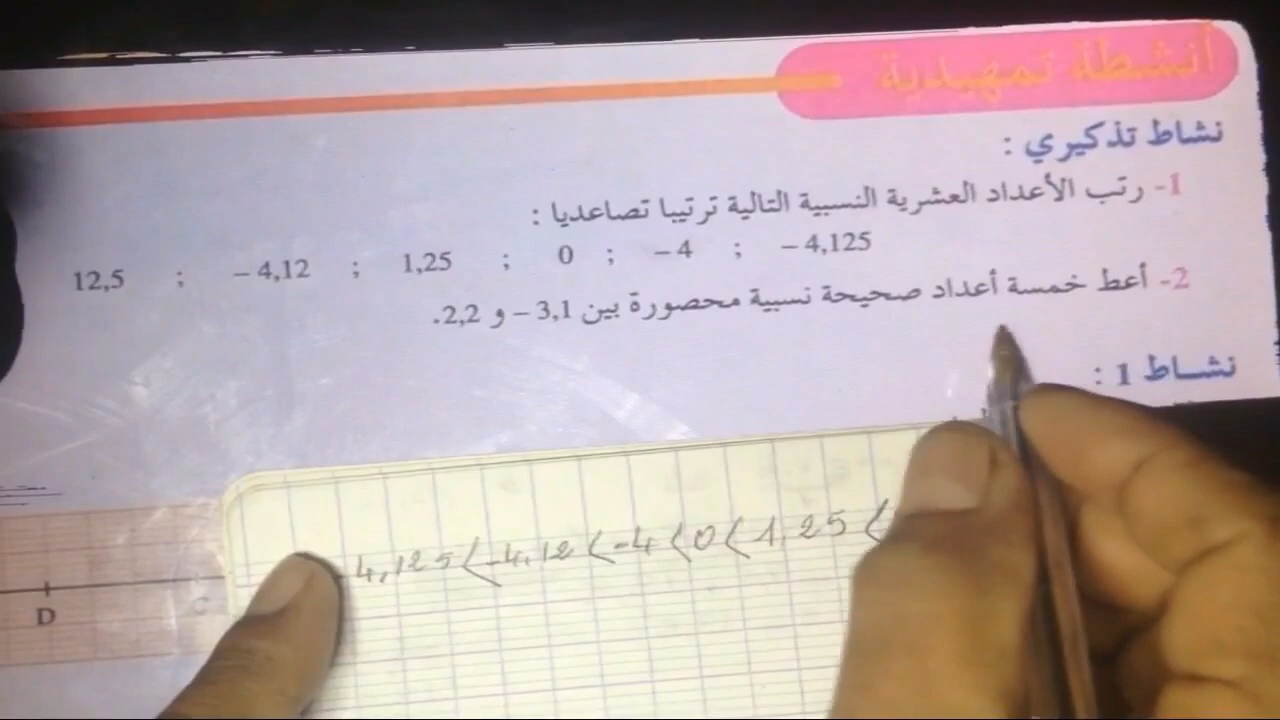 أنشطة تمهيدية
نشاط تذكيري :
1- رتب الأعداد العشرية النسبية التالية ترتيبا تصاعديا :
12,5 ; – 4,12 ; 1,25 ; 0 ; – 4 ; – 4,125
2- أعط خمسة أعداد صحيحة نسبية محصورة بين 3,1 – و 2,2.
نشاط 1 :
4,125 < -4,12 < -4 < 0 < 1,25 <
D